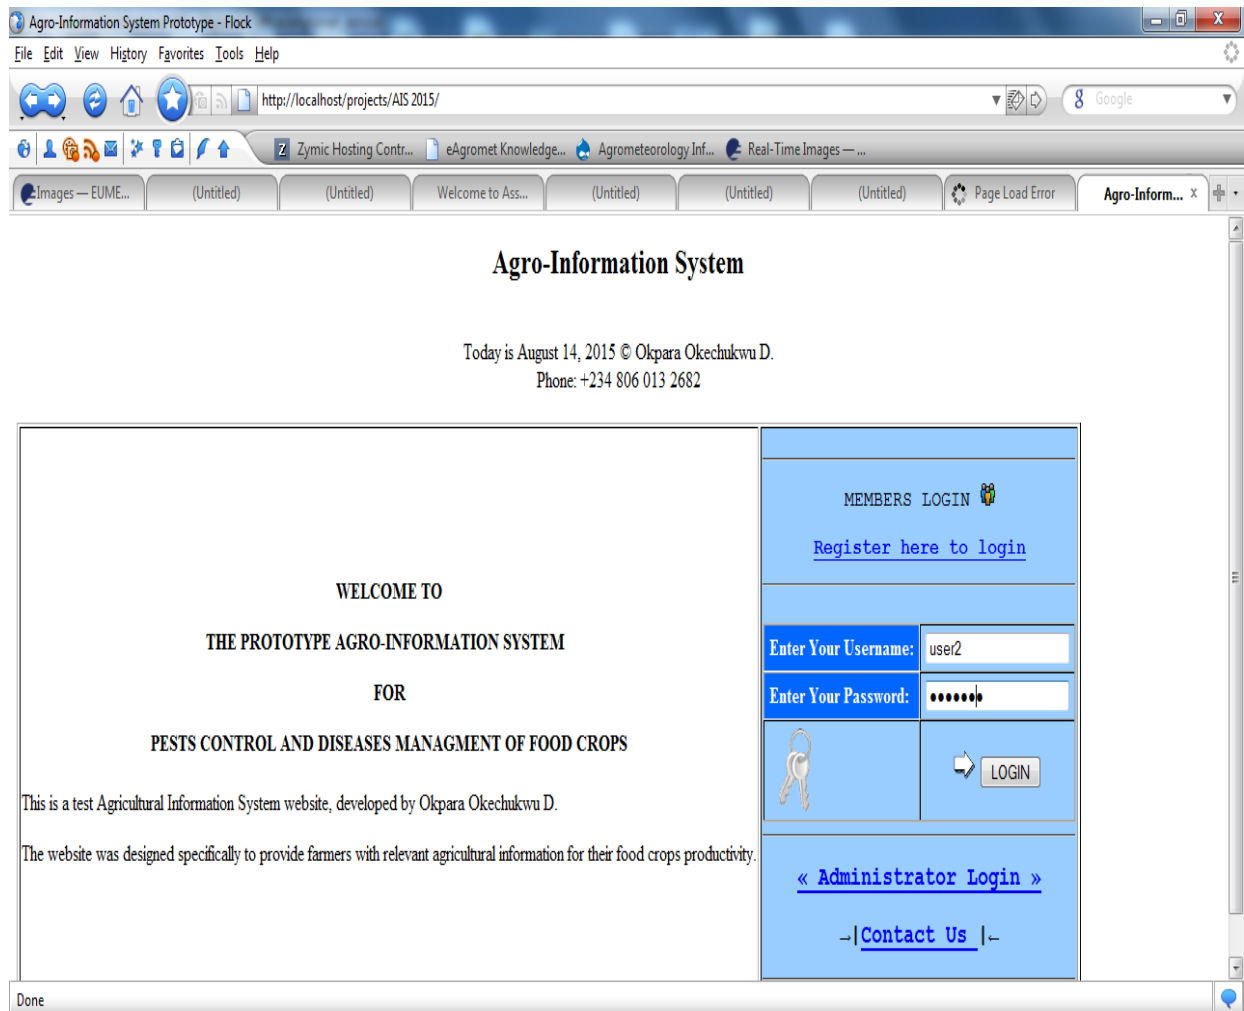 Agro-Information System Prototype - Flock
File Edit View History Favorites Tools Help
http://localhost/projects/AIS 2015/
Google
Zymic Hosting Contr... eAgromet Knowledge... Agrometeorology Inf... Real-Time Images — ...
Images — EUME... (Untitled) (Untitled) Welcome to Ass... (Untitled) (Untitled) (Untitled) Page Load Error Agro-Inform... x
Agro-Information System
Today is August 14, 2015 © Okpara Okechukwu D.
Phone: +234 806 013 2682
WELCOME TO
THE PROTOTYPE AGRO-INFORMATION SYSTEM
FOR
PESTS CONTROL AND DISEASES MANAGMENT OF FOOD CROPS
This is a test Agricultural Information System website, developed by Okpara Okechukwu D.
The website was designed specifically to provide farmers with relevant agricultural information for their food crops productivity.
MEMBERS LOGIN
Register here to login
Enter Your Username: user2
Enter Your Password: •••••••
LOGIN
« Administrator Login »
→|Contact Us |←
Done